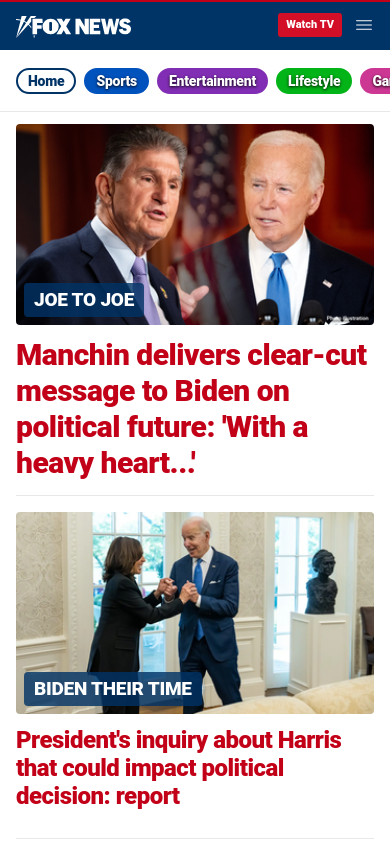 FOX NEWS
Watch TV
Home
Sports
Entertainment
Lifestyle
Ga
JOE TO JOE
Photo Illustration
Manchin delivers clear-cut
message to Biden on
political future: 'With a
heavy heart...'
BIDEN THEIR TIME
President's inquiry about Harris
that could impact political
decision: report